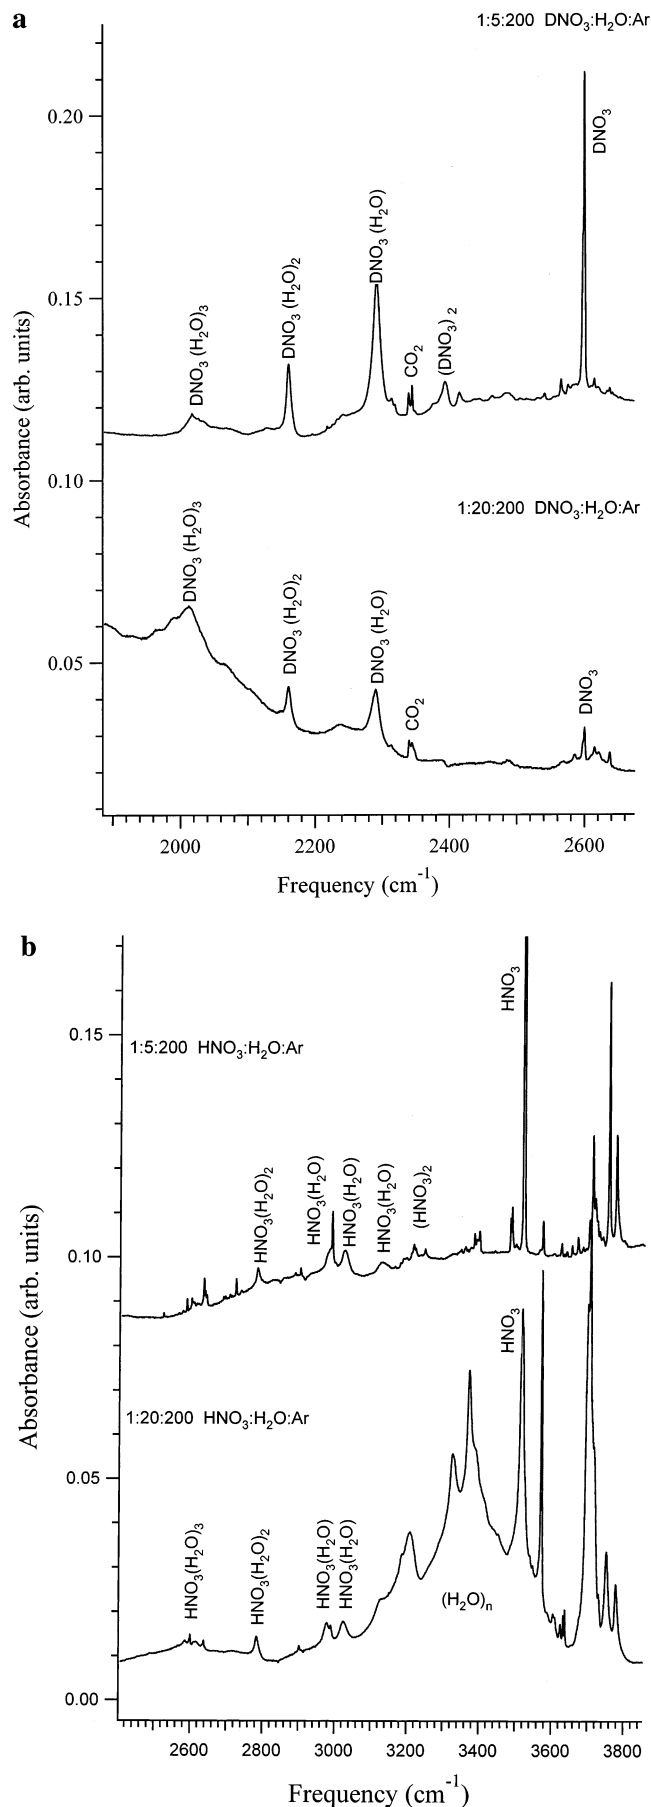 a
1:5:200 DNO3:H2O:Ar
DNO3
0.20
DNO3 (H2O)
DNO3 (H2O)2
0.15
DNO3 (H2O)3
CO2
(DNO3)2
Absorbance (arb. units)
0.10
1:20:200 DNO3:H2O:Ar
DNO3 (H2O)3
DNO3 (H2O)2
DNO3 (H2O)
CO2
DNO3
0.05
2000 2200 2400 2600
Frequency (cm-1)
b
HNO3
0.15
1:5:200 HNO3:H2O:Ar
HNO3(H2O)2
HNO3(H2O)
HNO3(H2O)
HNO3(H2O)
(HNO3)2
0.10
Absorbance (arb. units)
HNO3
1:20:200 HNO3:H2O:Ar
0.05
HNO3(H2O)3
HNO3(H2O)2
HNO3(H2O)
HNO3(H2O)
(H2O)n
0.00
2600 2800 3000 3200 3400 3600 3800
Frequency (cm-1)